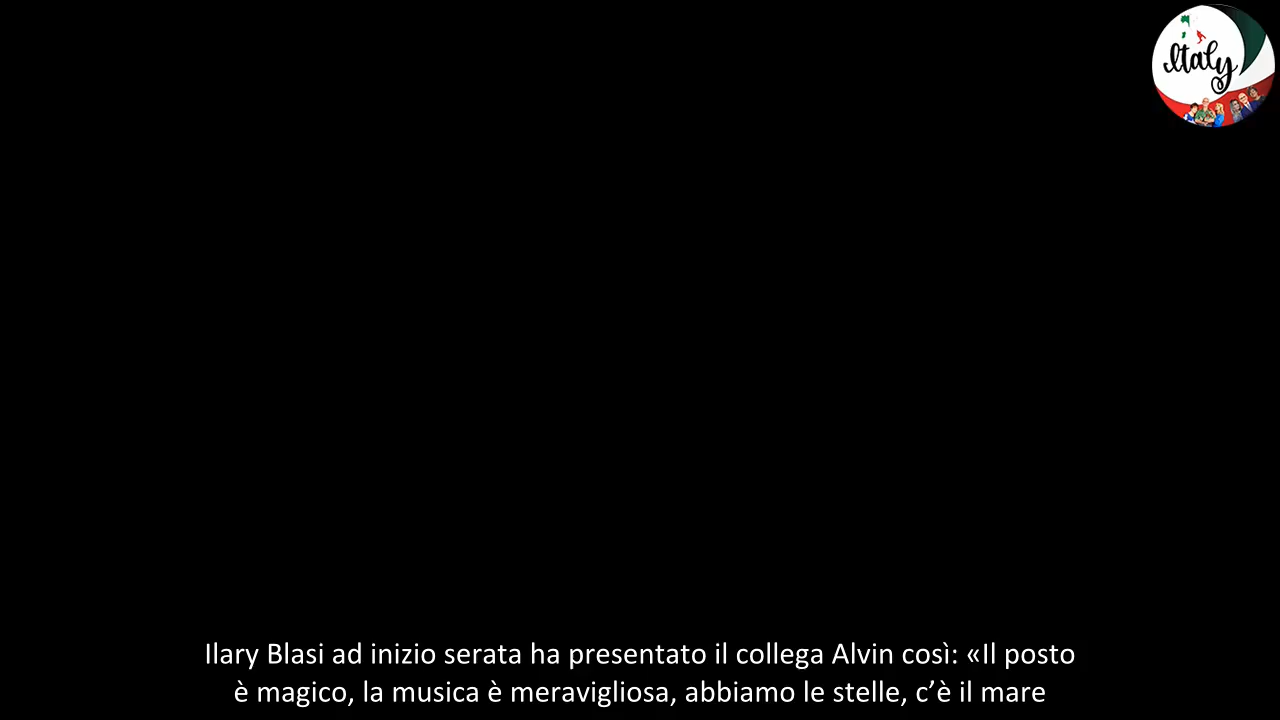 Italy
Ilary Blasi ad inizio serata ha presentato il collega Alvin così: «Il posto
è magico, la musica è meravigliosa, abbiamo le stelle, c’è il mare